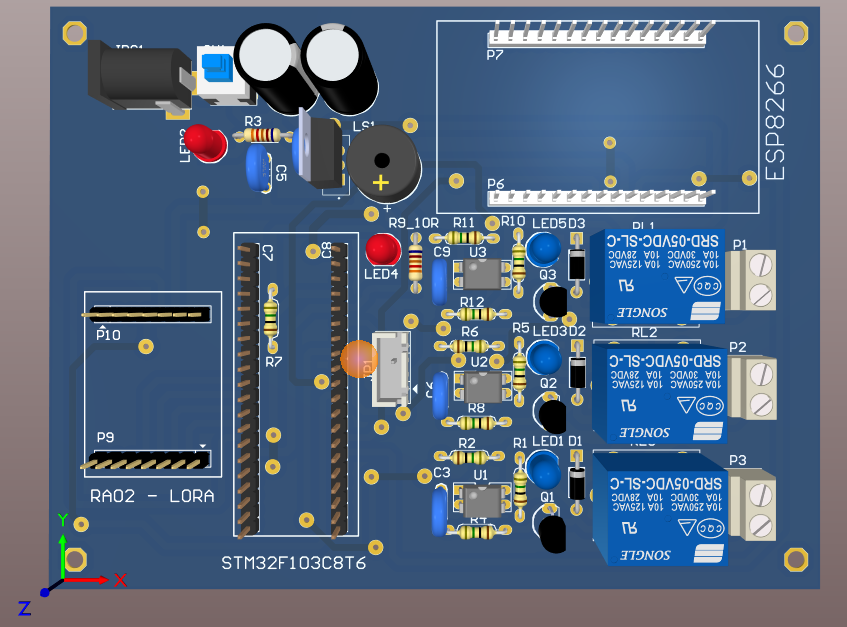 P7
ESP8266
R3
LS1
C5
+
P6
+
R9_10R
R11
R10
LED5
D3
RL1
P1
LED4
C9
U3
Q3
SRD-05VDC-SL-C
10A 250VAC 10A 125VAC
10A 30VDC 10A 28VDC
CQC
SONGLE
C7
C8
R12
P10
R7
R6
R5
LED3
D2
RL2
P2
U2
Q2
R8
SRD-05VDC-SL-C
10A 250VAC 10A 125VAC
10A 30VDC 10A 28VDC
CQC
SONGLE
P9
R2
R1
LED1
D1
P3
C3
U1
Q1
R4
SRD-05VDC-SL-C
10A 250VAC 10A 125VAC
10A 30VDC 10A 28VDC
CQC
SONGLE
RA02 - LORA
STM32F103C8T6
Y
X
Z